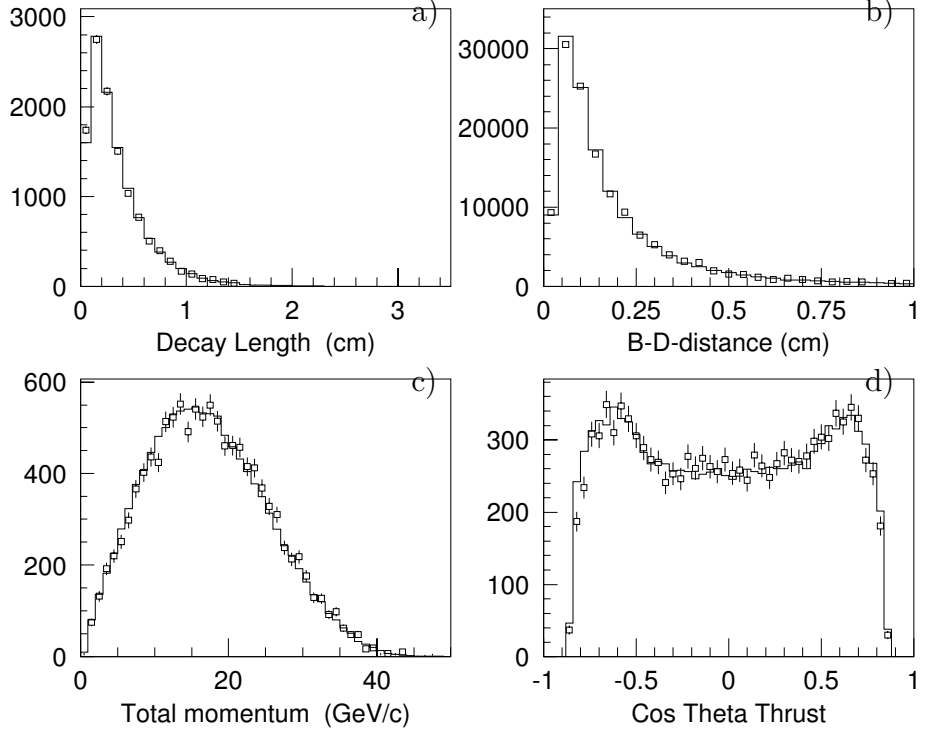 a)
3000
2000
1000
0
0 1 2 3
Decay Length (cm)
b)
30000
20000
10000
0
0 0.25 0.5 0.75 1
B-D-distance (cm)
c)
600
400
200
0
0 20 40
Total momentum (GeV/c)
d)
300
200
100
0
-1 -0.5 0 0.5 1
Cos Theta Thrust